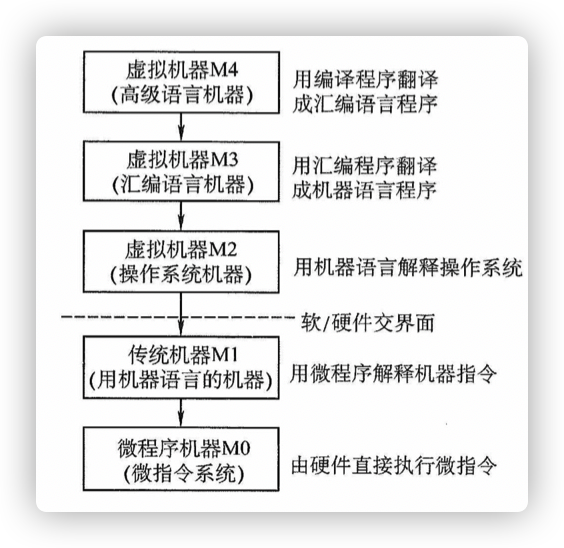 虚拟机器M4
(高级语言机器)
用编译程序翻译
成汇编语言程序
虚拟机器M3
(汇编语言机器)
用汇编程序翻译
成机器语言程序
虚拟机器M2
(操作系统机器)
用机器语言解释操作系统
软/硬件交界面
传统机器M1
(用机器语言的机器)
用微程序解释机器指令
微程序机器M0
(微指令系统)
由硬件直接执行微指令